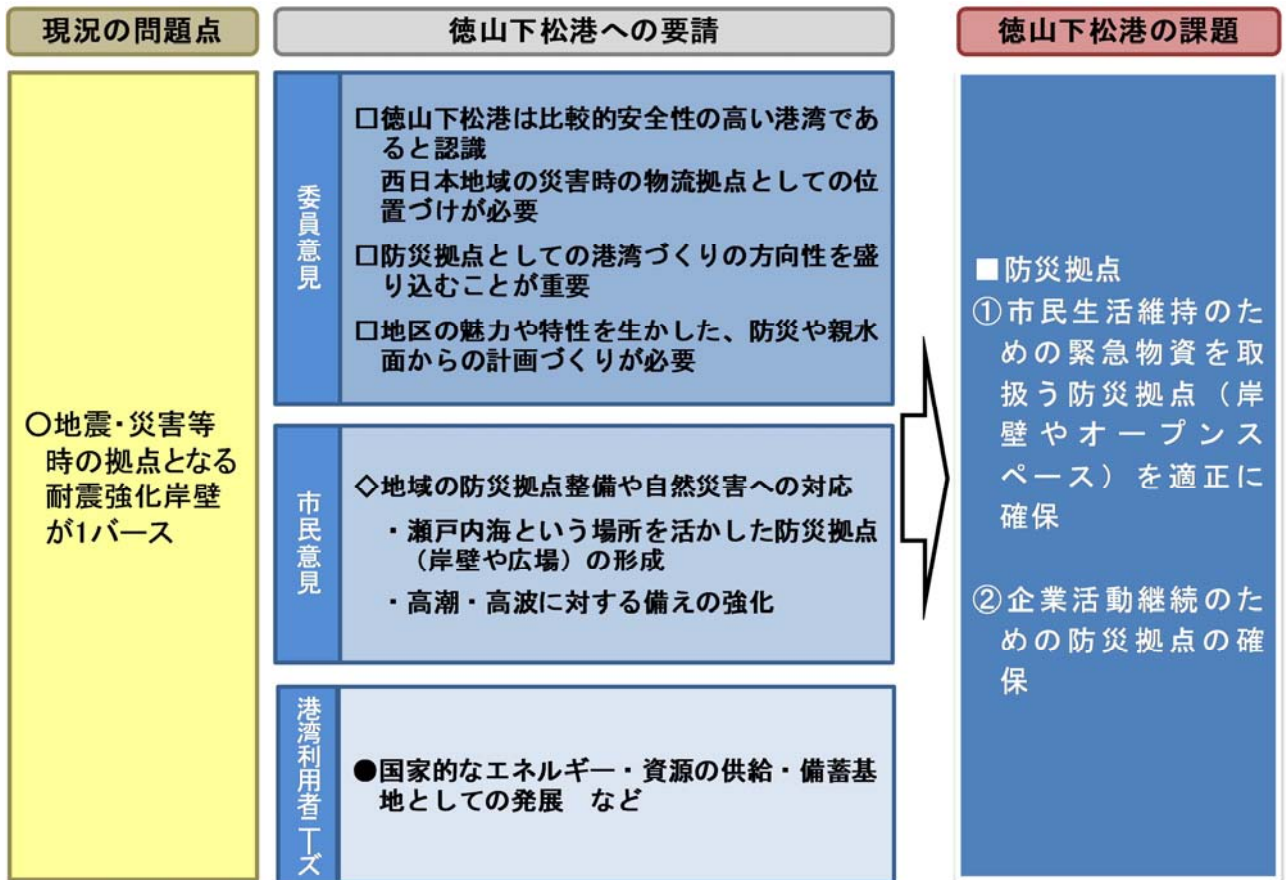 現況の問題点
徳山下松港への要請
徳山下松港の課題
〇地震・災害等
時の拠点となる
耐震強化岸壁
が1バース
委員意見
□徳山下松港は比較的安全性の高い港湾であ
ると認識
西日本地域の災害時の物流拠点としての位
置づけが必要
□防災拠点としての港湾づくりの方向性を盛
り込むことが重要
□地区の魅力や特性を生かした、防災や親水
面からの計画づくりが必要
市民意見
◇地域の防災拠点整備や自然災害への対応
・瀬戸内海という場所を活かした防災拠点
（岸壁や広場）の形成
・高潮・高波に対する備えの強化
港湾利用者ニーズ
●国家的なエネルギー・資源の供給・備蓄基
地としての発展　など
■防災拠点
①市民生活維持のた
めの緊急物資を取
扱う防災拠点（岸
壁やオープンス
ペース）を適正に
確保
②企業活動継続のた
めの防災拠点の確
保